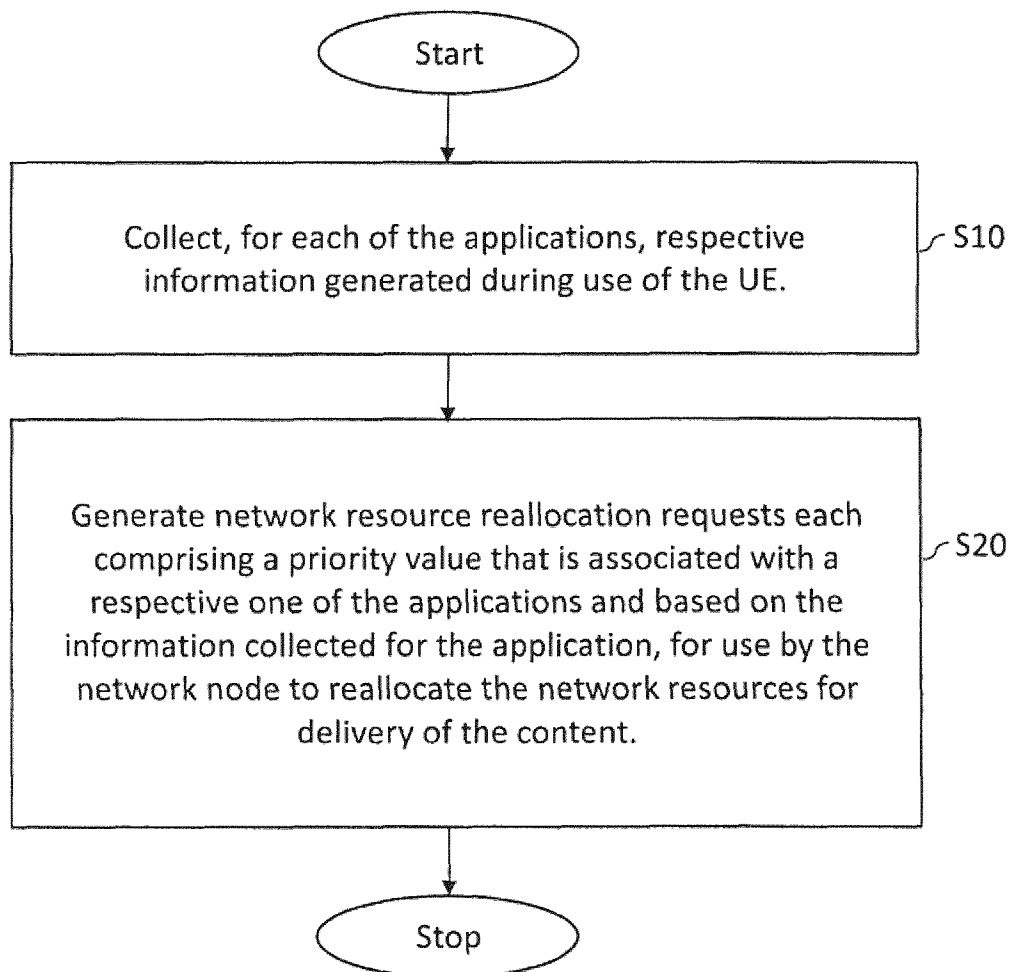 Start
Collect, for each of the applications, respective
information generated during use of the UE.
S10
Generate network resource reallocation requests each
comprising a priority value that is associated with a
respective one of the applications and based on the
information collected for the application, for use by the
network node to reallocate the network resources for
delivery of the content.
S20
Stop